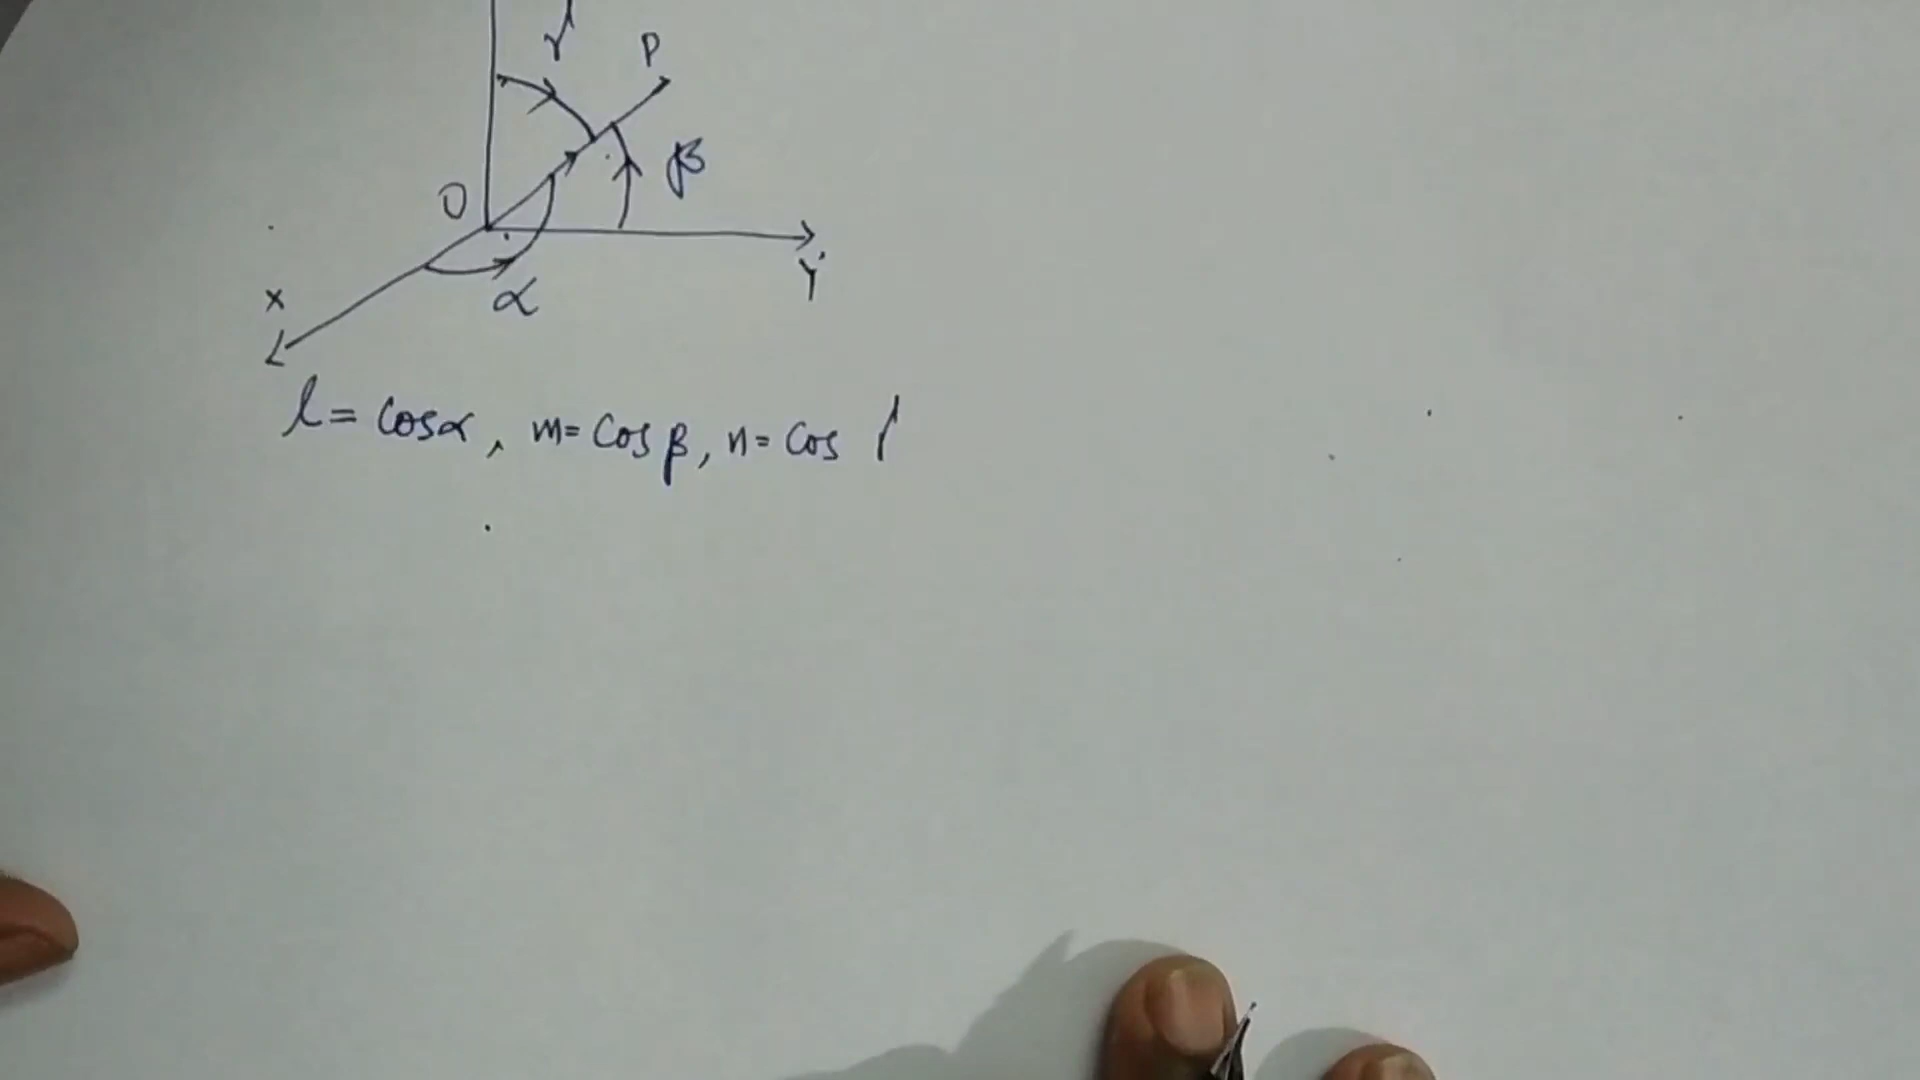 γ
P
β
O
Y
x
α
l = cosα, m= cos β, n= cos